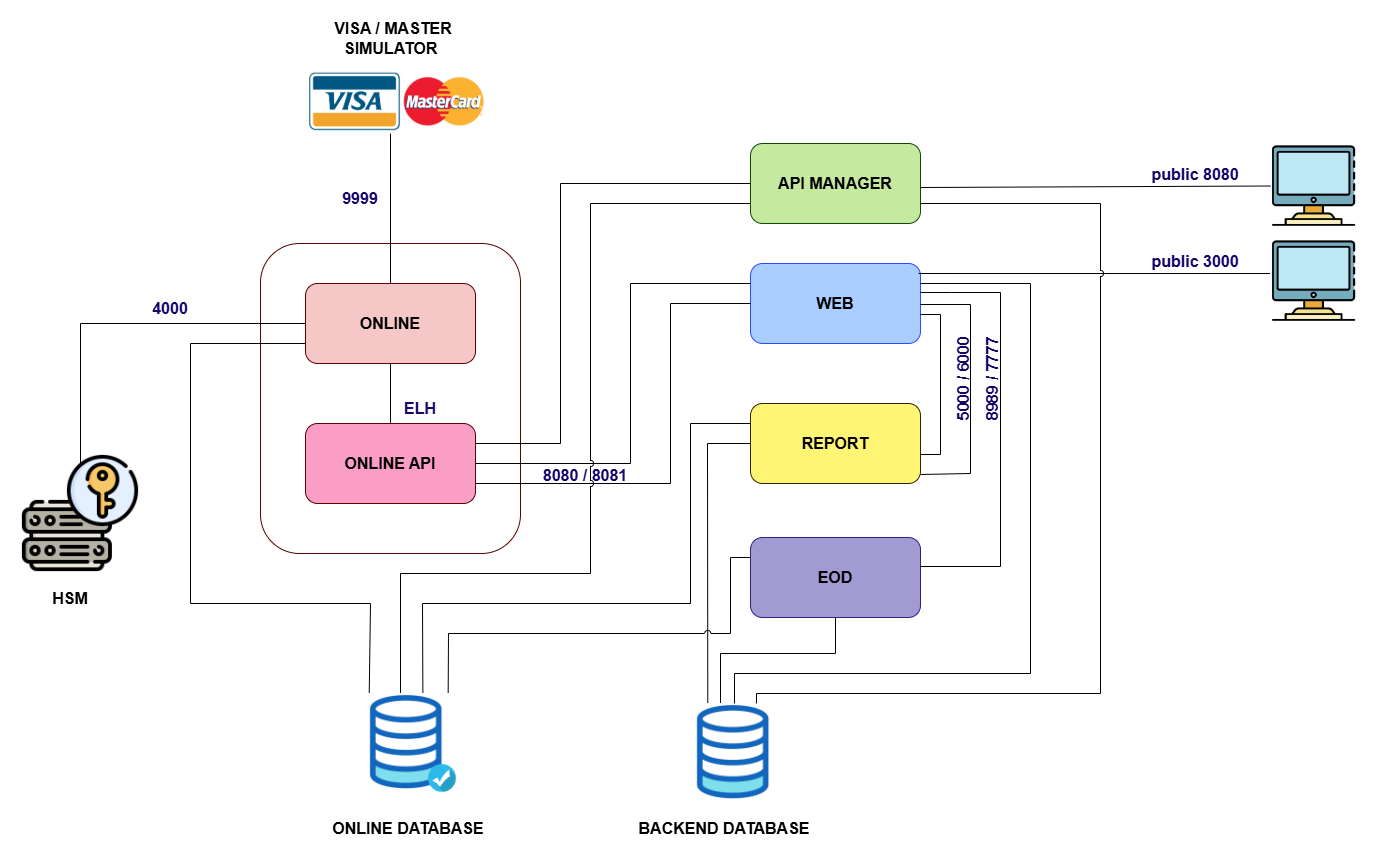 VISA / MASTER
SIMULATOR
VISA
MasterCard
9999
API MANAGER
public 8080
public 3000
WEB
4000
ONLINE
ELH
ONLINE API
8080 / 8081
5000 / 6000
8989 / 7777
REPORT
EOD
HSM
ONLINE DATABASE
BACKEND DATABASE